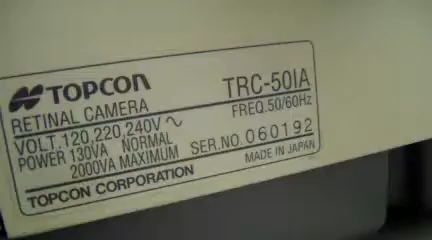 TOPCON TRC-50IA
RETINAL CAMERA FREQ.50/60Hz
VOLT.120,220,240V～
POWER 130VA NORMAL SER.NO.060192
2000VA MAXIMUM MADE IN JAPAN
TOPCON CORPORATION